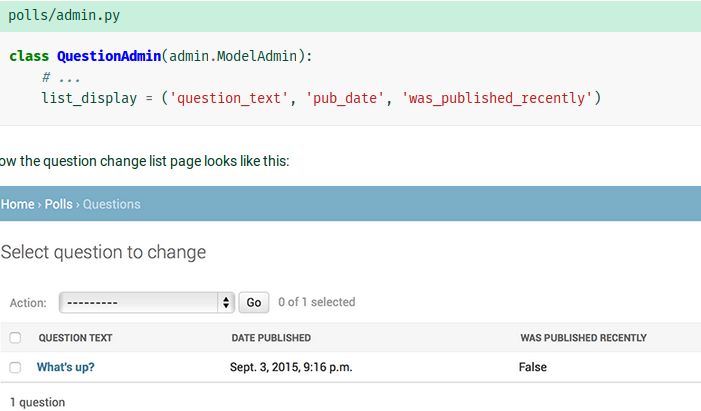 polls/admin.py
class QuestionAdmin(admin.ModelAdmin):
# ...
list_display = ('question_text', 'pub_date', 'was_published_recently')
ow the question change list page looks like this:
Home › Polls › Questions
Select question to change
Action: --------- Go 0 of 1 selected
QUESTION TEXT DATE PUBLISHED WAS PUBLISHED RECENTLY
What's up? Sept. 3, 2015, 9:16 p.m. False
1 question